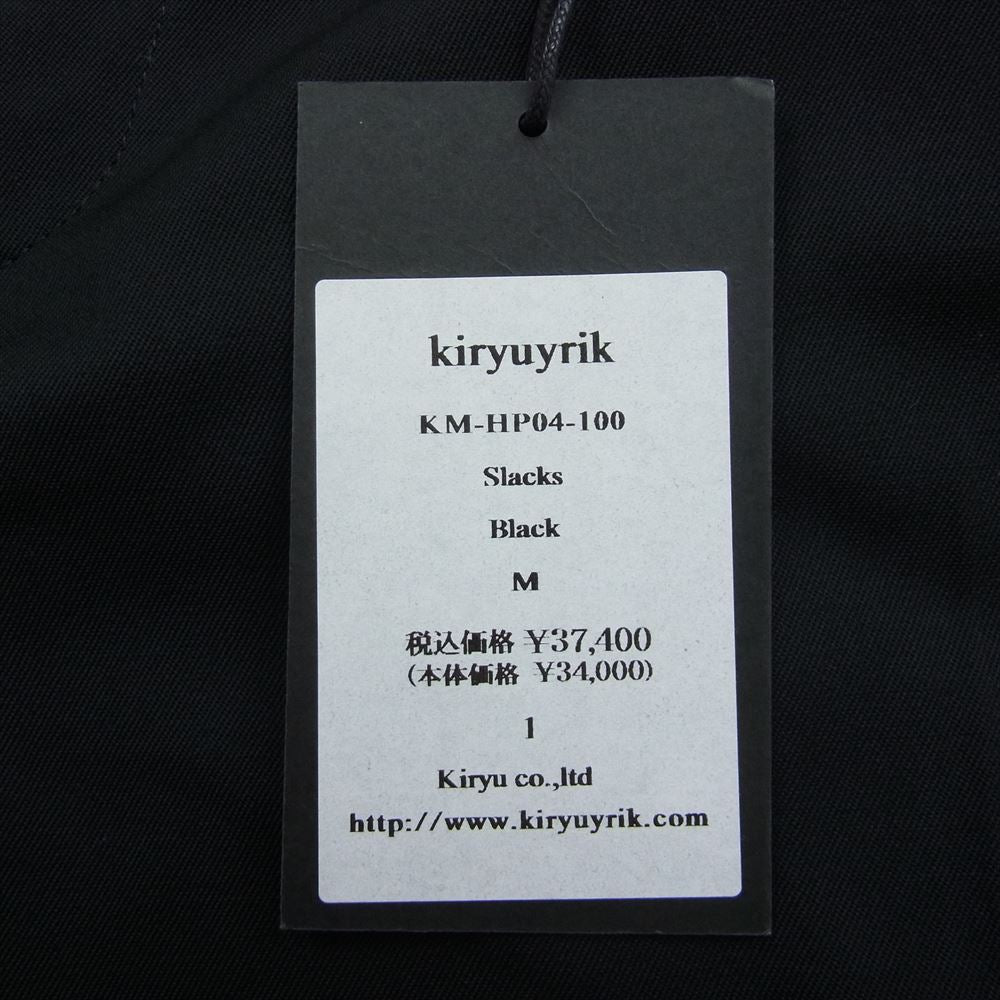 kiryuyrik
KM-HP04-100
Slacks
Black
M
税込価格 ¥37,400
(本体価格 ¥34,000)
1
Kiryu co.,ltd
http://www.kiryuyrik.com